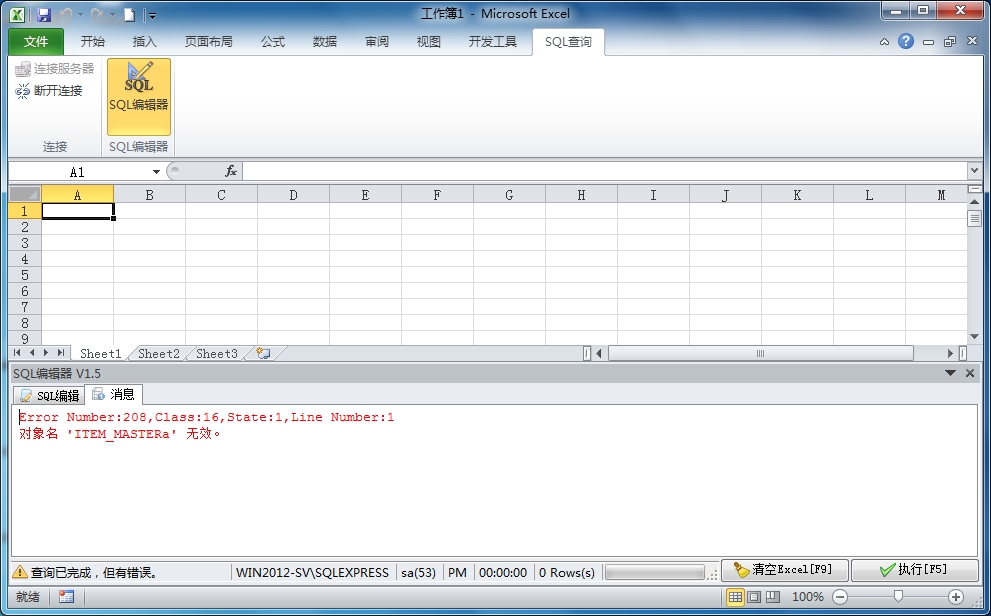 工作簿1 - Microsoft Excel
文件 开始 插入 页面布局 公式 数据 审阅 视图 开发工具 SQL查询
连接服务器
断开连接
SQL
SQL编辑器
连接 SQL编辑器
A1 fx
A B C D E F G H I J K L M
1
2
3
4
5
6
7
8
9
Sheet1 Sheet2 Sheet3
SQL编辑器 V1.5
SQL编辑 消息
Error Number:208,Class:16,State:1,Line Number:1
对象名 'ITEM_MASTERa' 无效。
查询已完成，但有错误。 WIN2012-SV\SQLEXPRESS sa(53) PM 00:00:00 0 Rows(s) 清空Excel[F9] 执行[F5]
就绪 100%